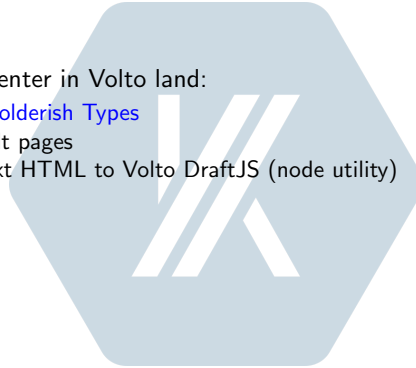 enter in Volto land:
olderish Types
t pages
xt HTML to Volto DraftJS (node utility)